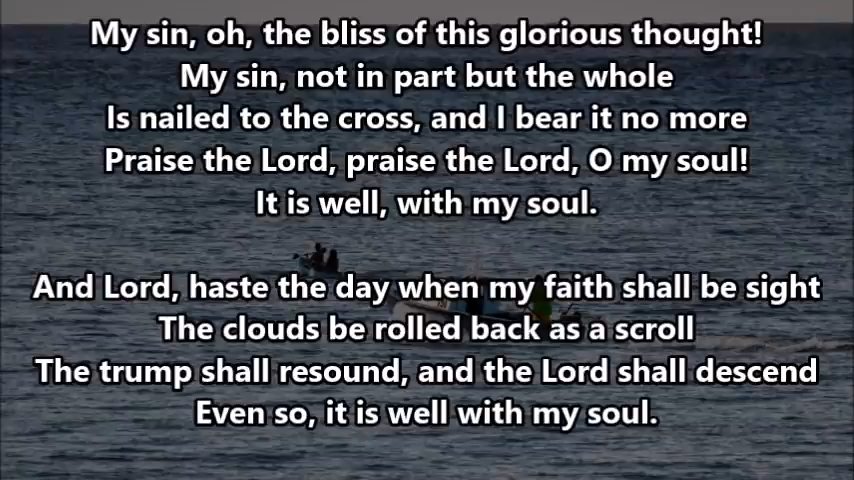 My sin, oh, the bliss of this glorious thought!
My sin, not in part but the whole
Is nailed to the cross, and I bear it no more
Praise the Lord, praise the Lord, O my soul!
It is well, with my soul.
And Lord, haste the day when my faith shall be sight
The clouds be rolled back as a scroll
The trump shall resound, and the Lord shall descend
Even so, it is well with my soul.